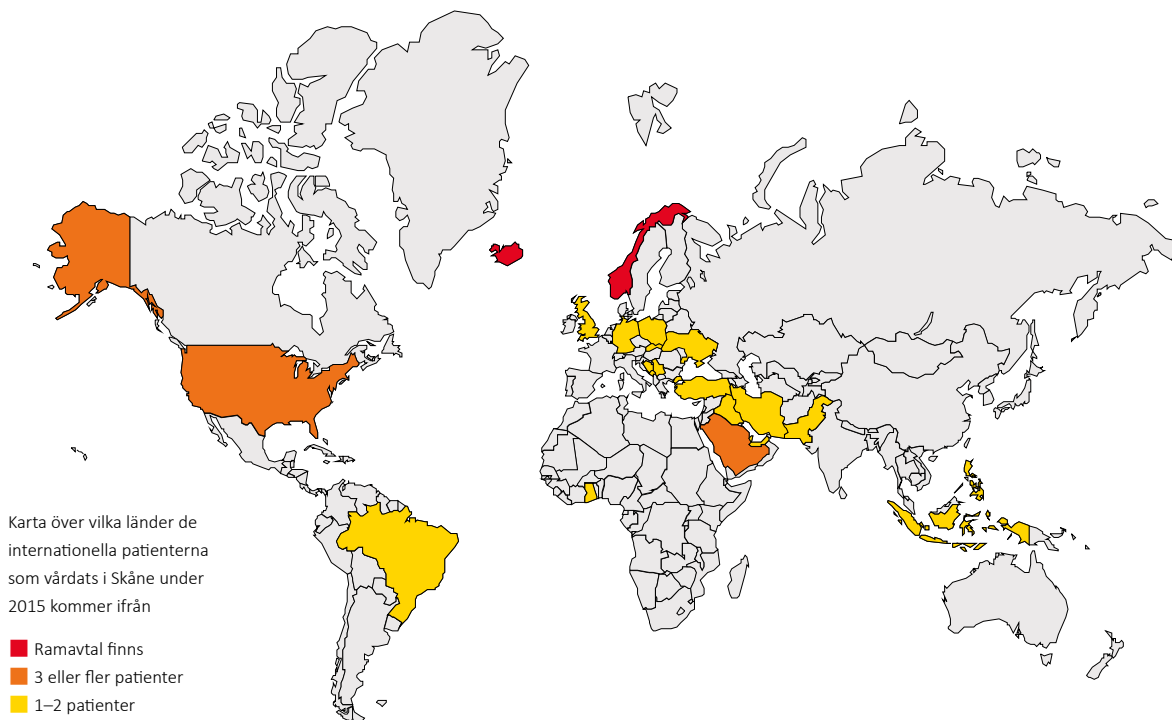 Karta över vilka länder de
internationella patienterna
som vårdats i Skåne under
2015 kommer ifrån
Ramavtal finns
3 eller fler patienter
1–2 patienter